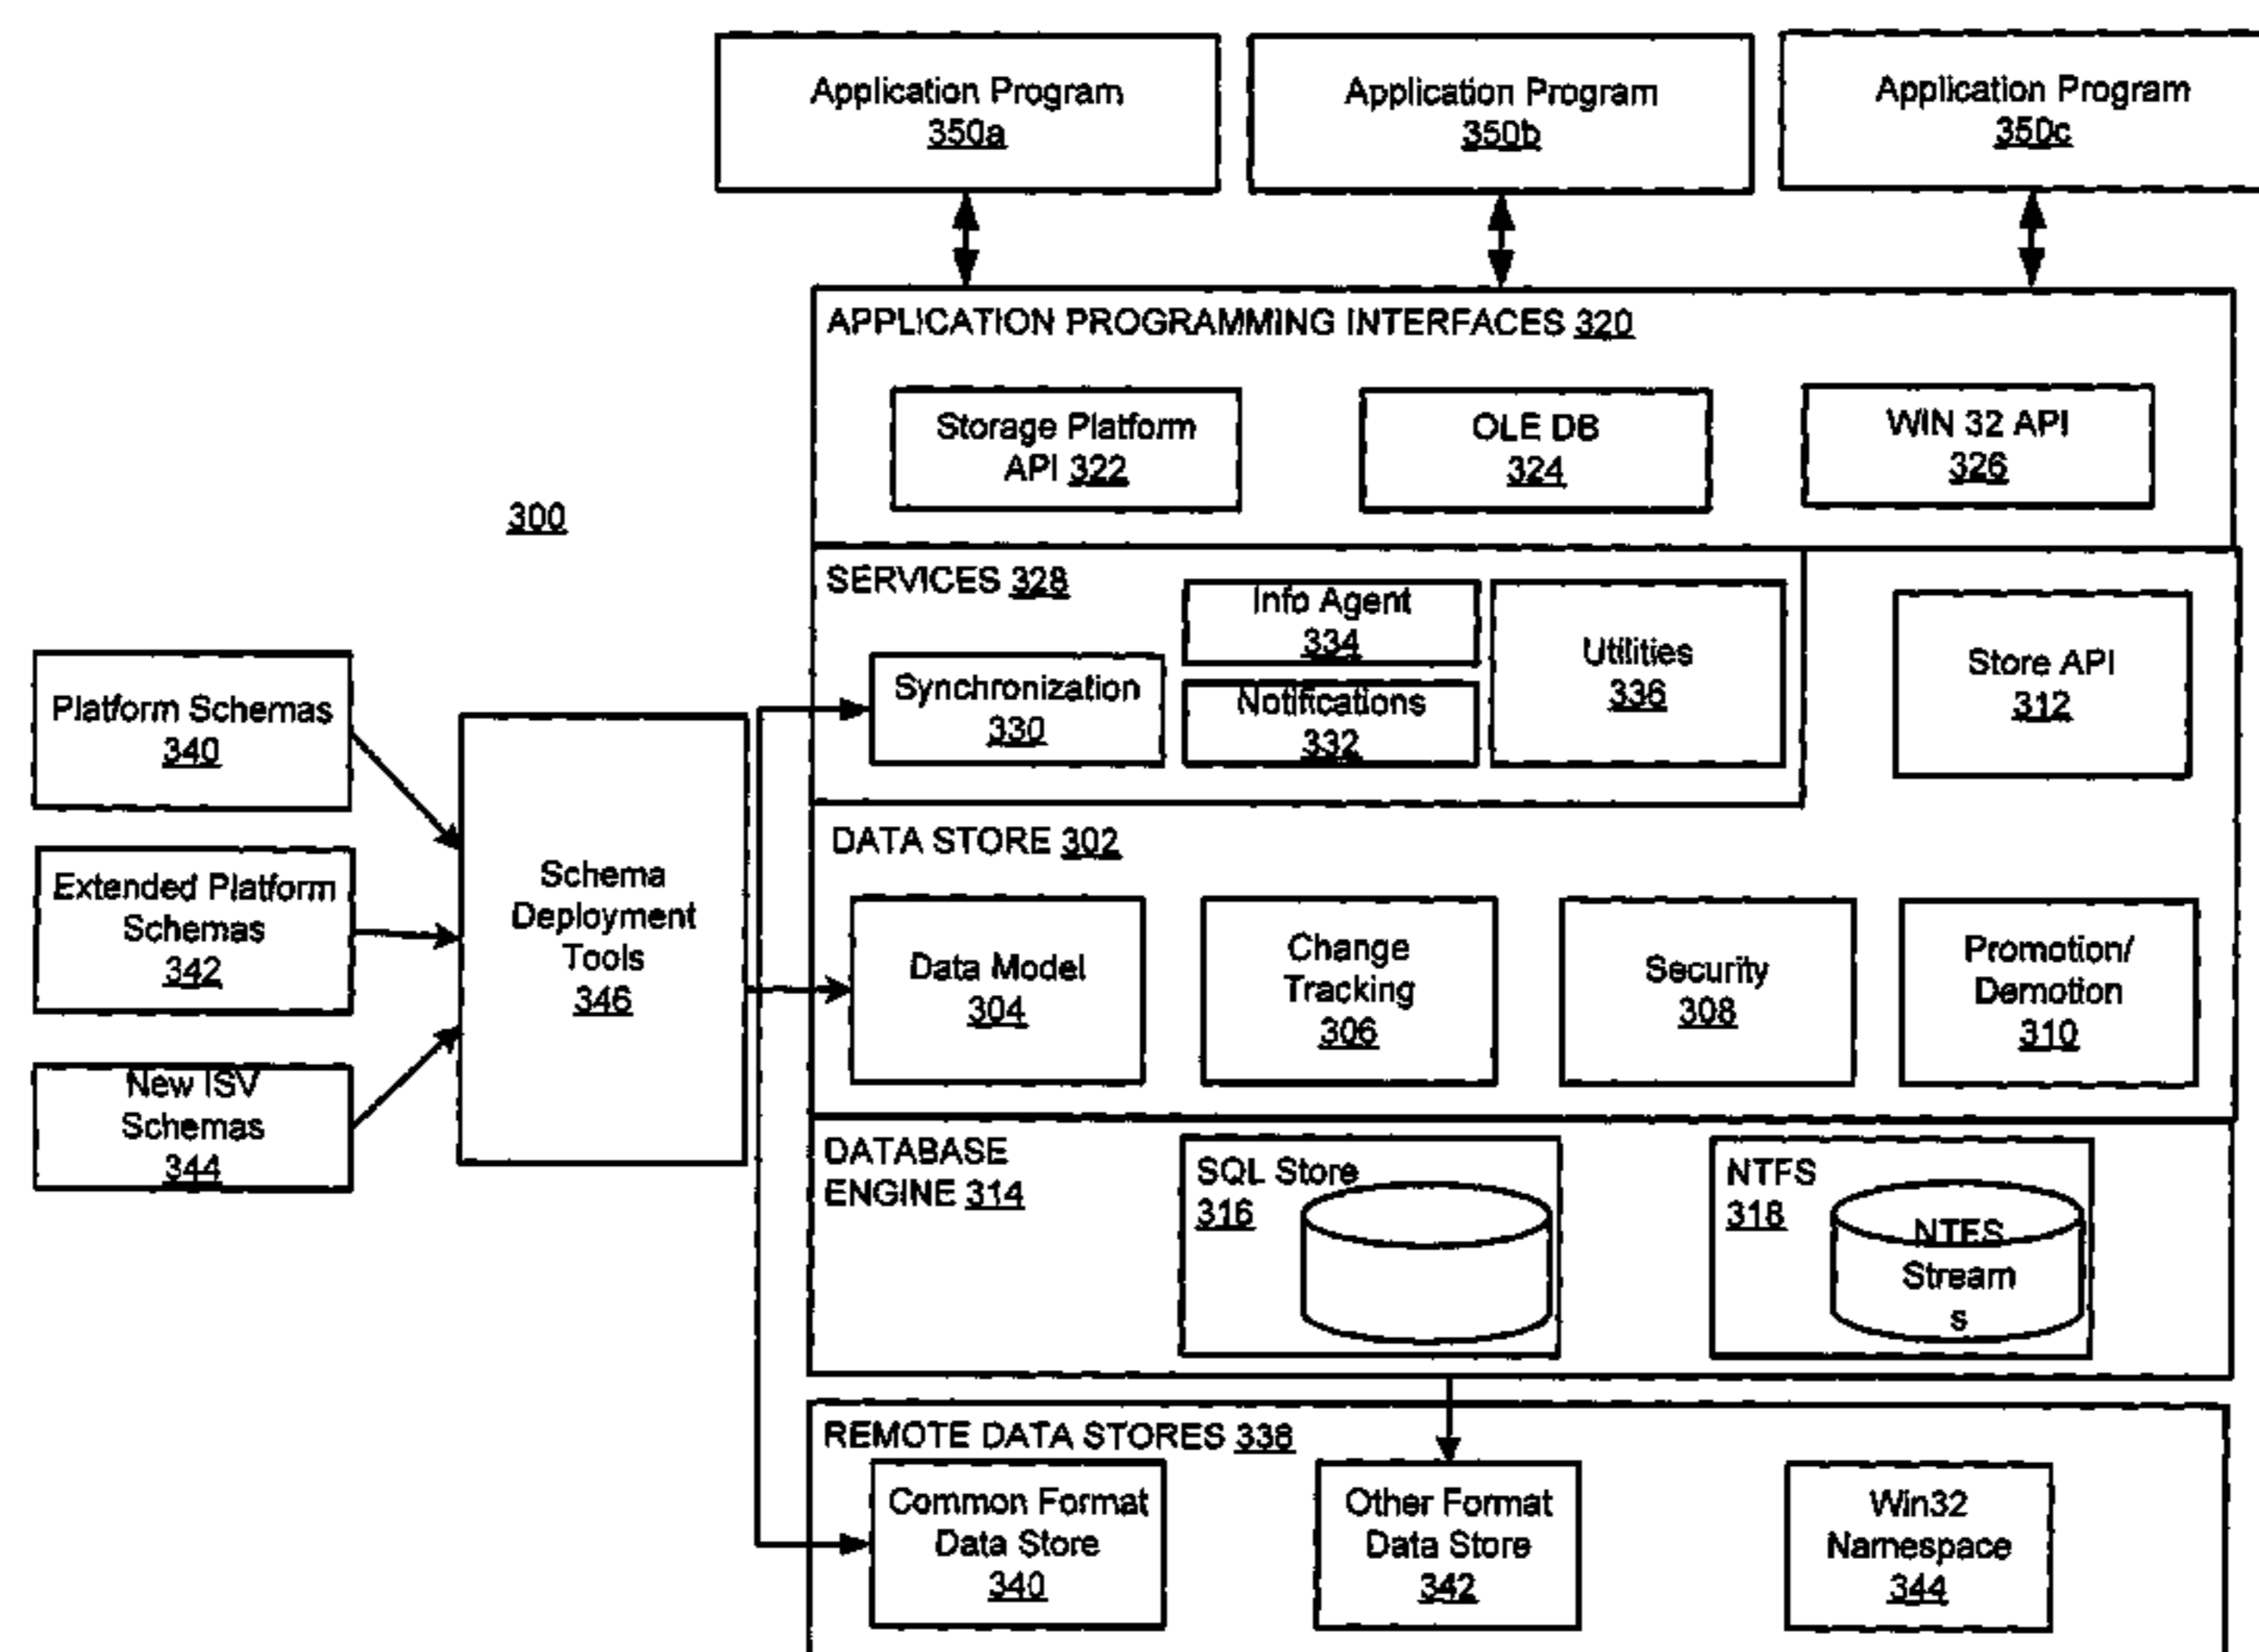 Application Program
350a
Application Program
350b
Application Program
350c
APPLICATION PROGRAMMING INTERFACES 320
Storage Platform
API 322
OLE DB
324
WIN 32 API
326
300
SERVICES 328
Info Agent
334
Utilities
336
Store API
312
Synchronization
330
Notifications
332
Platform Schemas
340
Extended Platform
Schemas
342
New ISV
Schemas
344
Schema
Deployment
Tools
346
DATA STORE 302
Data Model
304
Change
Tracking
306
Security
308
Promotion/
Demotion
310
DATABASE
ENGINE 314
SQL Store
316
NTFS
318
NTFS
Stream
s
REMOTE DATA STORES 338
Common Format
Data Store
340
Other Format
Data Store
342
Win32
Namespace
344